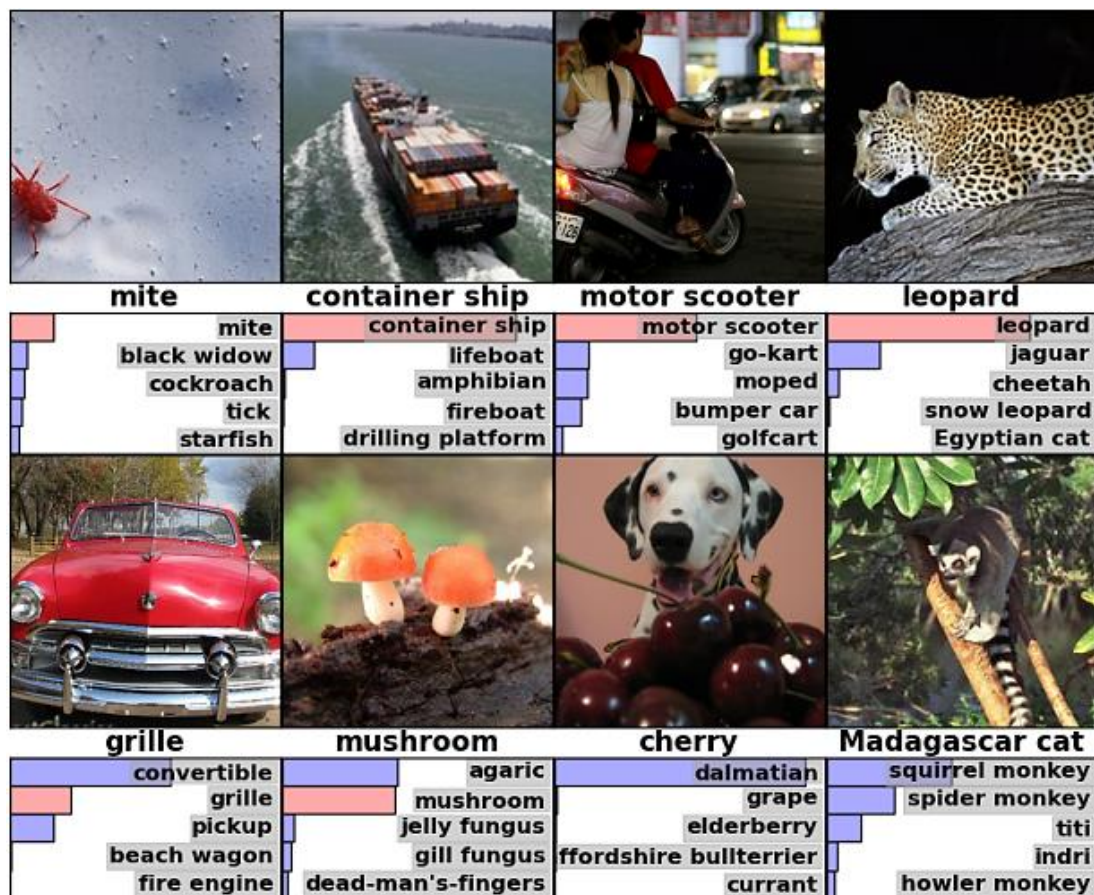 mite
container ship
motor scooter
leopard
mite
black widow
cockroach
tick
starfish
container ship
lifeboat
amphibian
fireboat
drilling platform
motor scooter
go-kart
moped
bumper car
golfcart
leopard
jaguar
cheetah
snow leopard
Egyptian cat
grille
mushroom
cherry
Madagascar cat
convertible
grille
pickup
beach wagon
fire engine
agaric
mushroom
jelly fungus
gill fungus
dead-man's-fingers
dalmatian
grape
elderberry
ffordshire bullterrier
currant
squirrel monkey
spider monkey
titi
indri
howler monkey